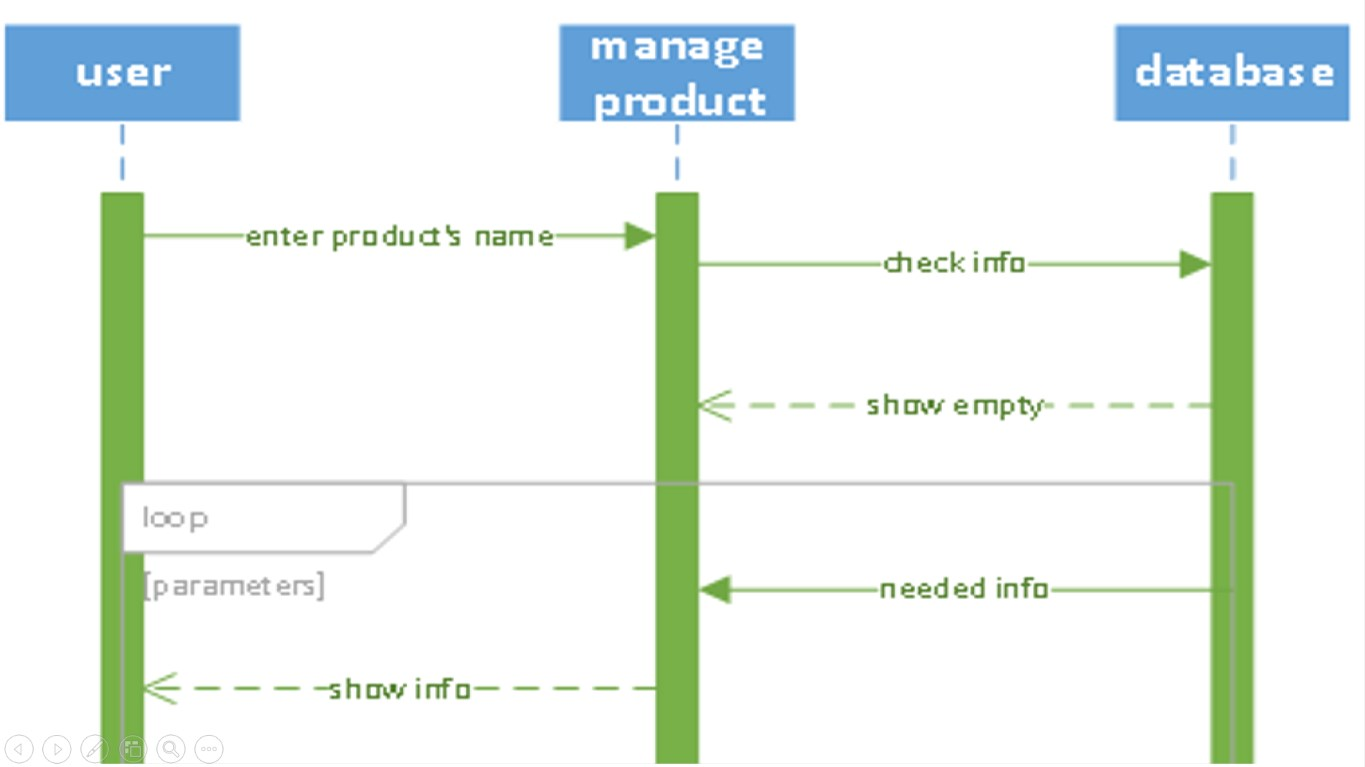 user
manage
product
database
enter product's name
check info
show empty
loop
[parameters]
needed info
show info